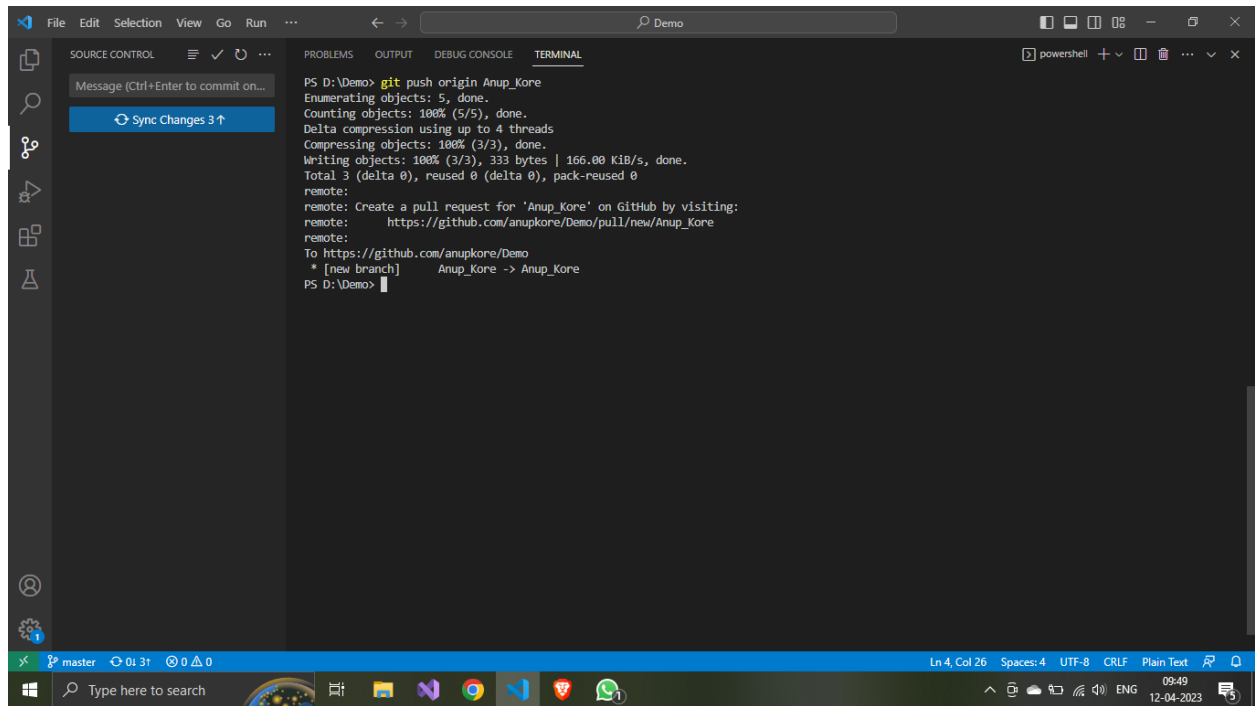 File Edit Selection View Go Run ··· Demo
SOURCE CONTROL
Message (Ctrl+Enter to commit on...
Sync Changes 3↑
PROBLEMS OUTPUT DEBUG CONSOLE TERMINAL powershell
PS D:\Demo> git push origin Anup_Kore
Enumerating objects: 5, done.
Counting objects: 100% (5/5), done.
Delta compression using up to 4 threads
Compressing objects: 100% (3/3), done.
Writing objects: 100% (3/3), 333 bytes | 166.00 KiB/s, done.
Total 3 (delta 0), reused 0 (delta 0), pack-reused 0
remote:
remote: Create a pull request for 'Anup_Kore' on GitHub by visiting:
remote:      https://github.com/anupkore/Demo/pull/new/Anup_Kore
remote:
To https://github.com/anupkore/Demo
 * [new branch]      Anup_Kore -> Anup_Kore
PS D:\Demo>
1
master 0↓ 3↑ 0 0 Ln 4, Col 26 Spaces: 4 UTF-8 CRLF Plain Text
Type here to search 1 ENG 09:49
12-04-2023 5